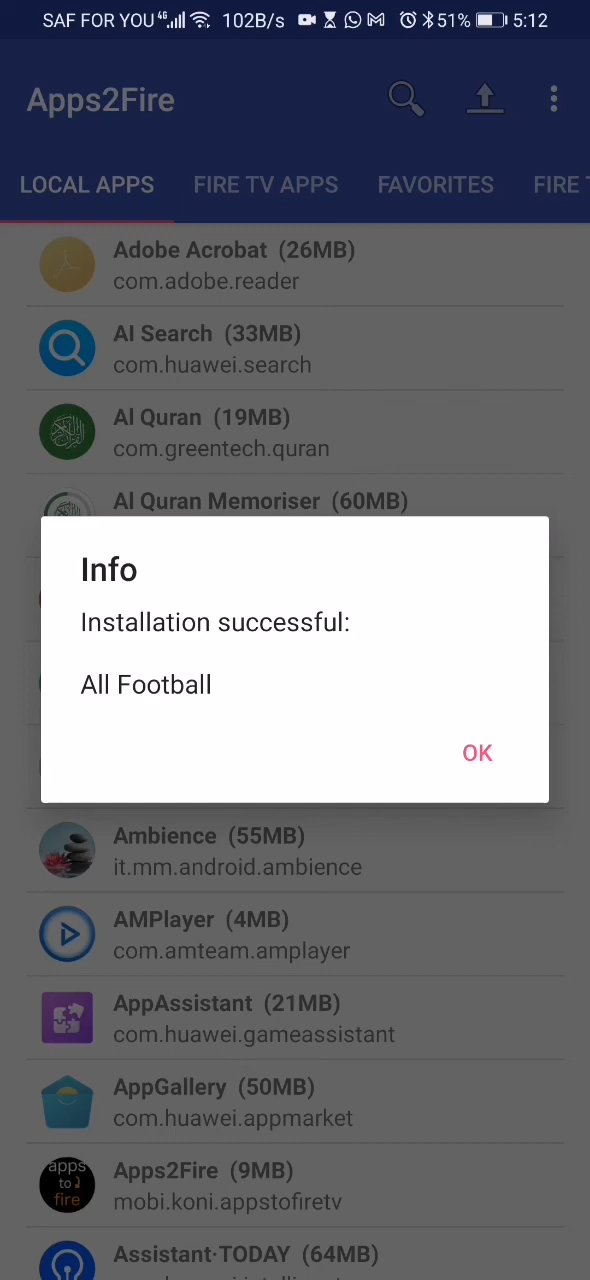 SAF FOR YOU 4G 102B/s 51% 5:12
Apps2Fire
LOCAL APPS FIRE TV APPS FAVORITES FIRE
Adobe Acrobat (26MB)
com.adobe.reader
AI Search (33MB)
com.huawei.search
Al Quran (19MB)
com.greentech.quran
Al Quran Memoriser (60MB)
Info
Installation successful:
All Football
OK
Ambience (55MB)
it.mm.android.ambience
AMPlayer (4MB)
com.amteam.amplayer
AppAssistant (21MB)
com.huawei.gameassistant
AppGallery (50MB)
com.huawei.appmarket
apps
to
fire
Apps2Fire (9MB)
mobi.koni.appstofiretv
Assistant·TODAY (64MB)